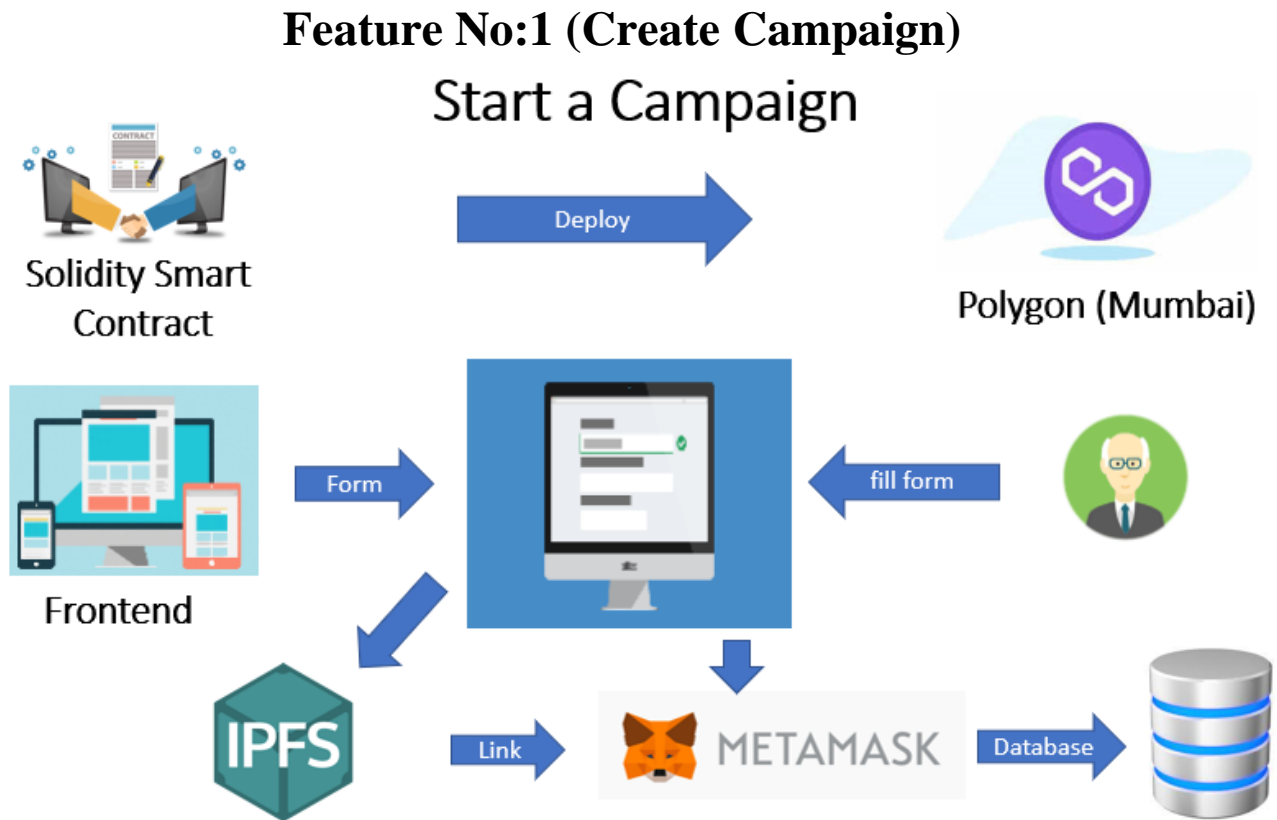 Feature No:1 (Create Campaign)
Start a Campaign
CONTRACT
Deploy
Solidity Smart
Contract
Polygon (Mumbai)
Form
fill form
Frontend
IPFS
Link
METAMASK
Database